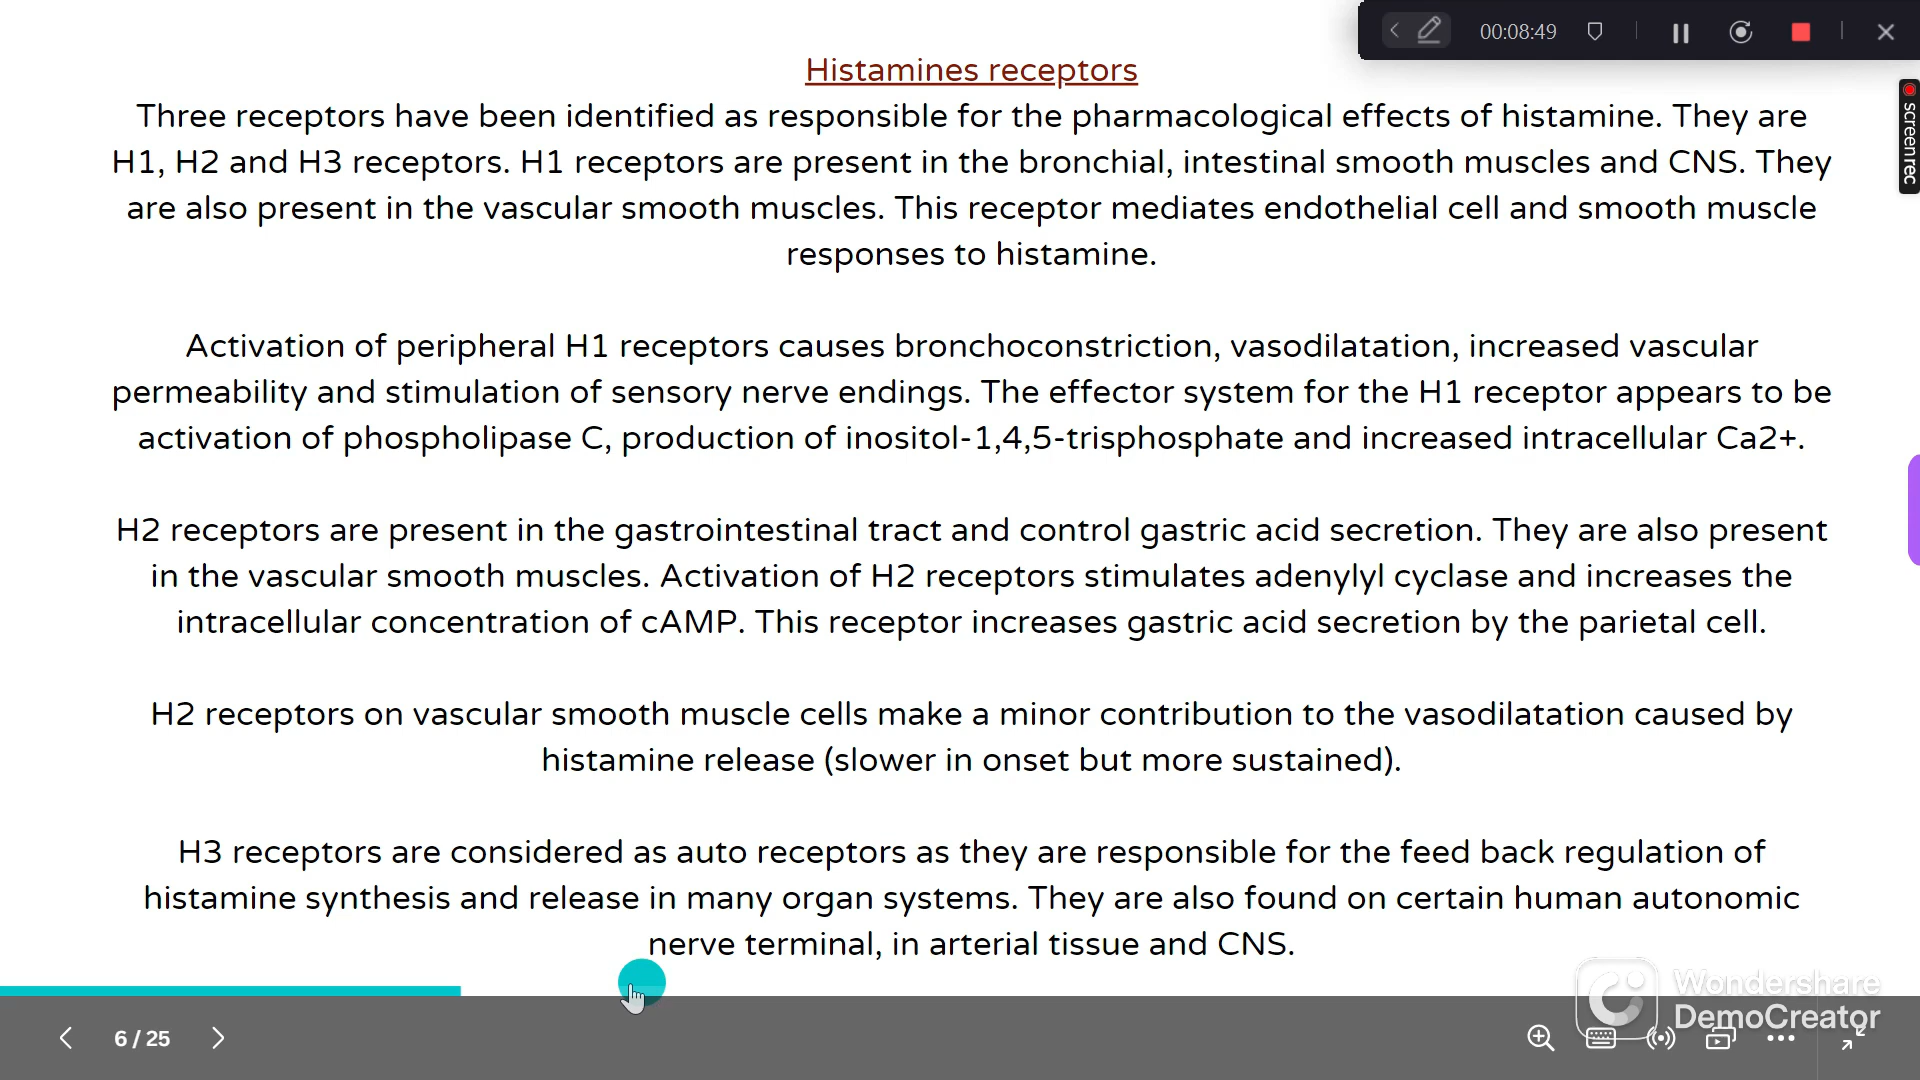 00:08:49
Histamines receptors
Three receptors have been identified as responsible for the pharmacological effects of histamine. They are
H1, H2 and H3 receptors. H1 receptors are present in the bronchial, intestinal smooth muscles and CNS. They
are also present in the vascular smooth muscles. This receptor mediates endothelial cell and smooth muscle
responses to histamine.
Activation of peripheral H1 receptors causes bronchoconstriction, vasodilatation, increased vascular
permeability and stimulation of sensory nerve endings. The effector system for the H1 receptor appears to be
activation of phospholipase C, production of inositol-1,4,5-trisphosphate and increased intracellular Ca2+.
H2 receptors are present in the gastrointestinal tract and control gastric acid secretion. They are also present
in the vascular smooth muscles. Activation of H2 receptors stimulates adenylyl cyclase and increases the
intracellular concentration of cAMP. This receptor increases gastric acid secretion by the parietal cell.
H2 receptors on vascular smooth muscle cells make a minor contribution to the vasodilatation caused by
histamine release (slower in onset but more sustained).
H3 receptors are considered as auto receptors as they are responsible for the feed back regulation of
histamine synthesis and release in many organ systems. They are also found on certain human autonomic
nerve terminal, in arterial tissue and CNS.
screenrec
Wondershare
DemoCreator
6 / 25